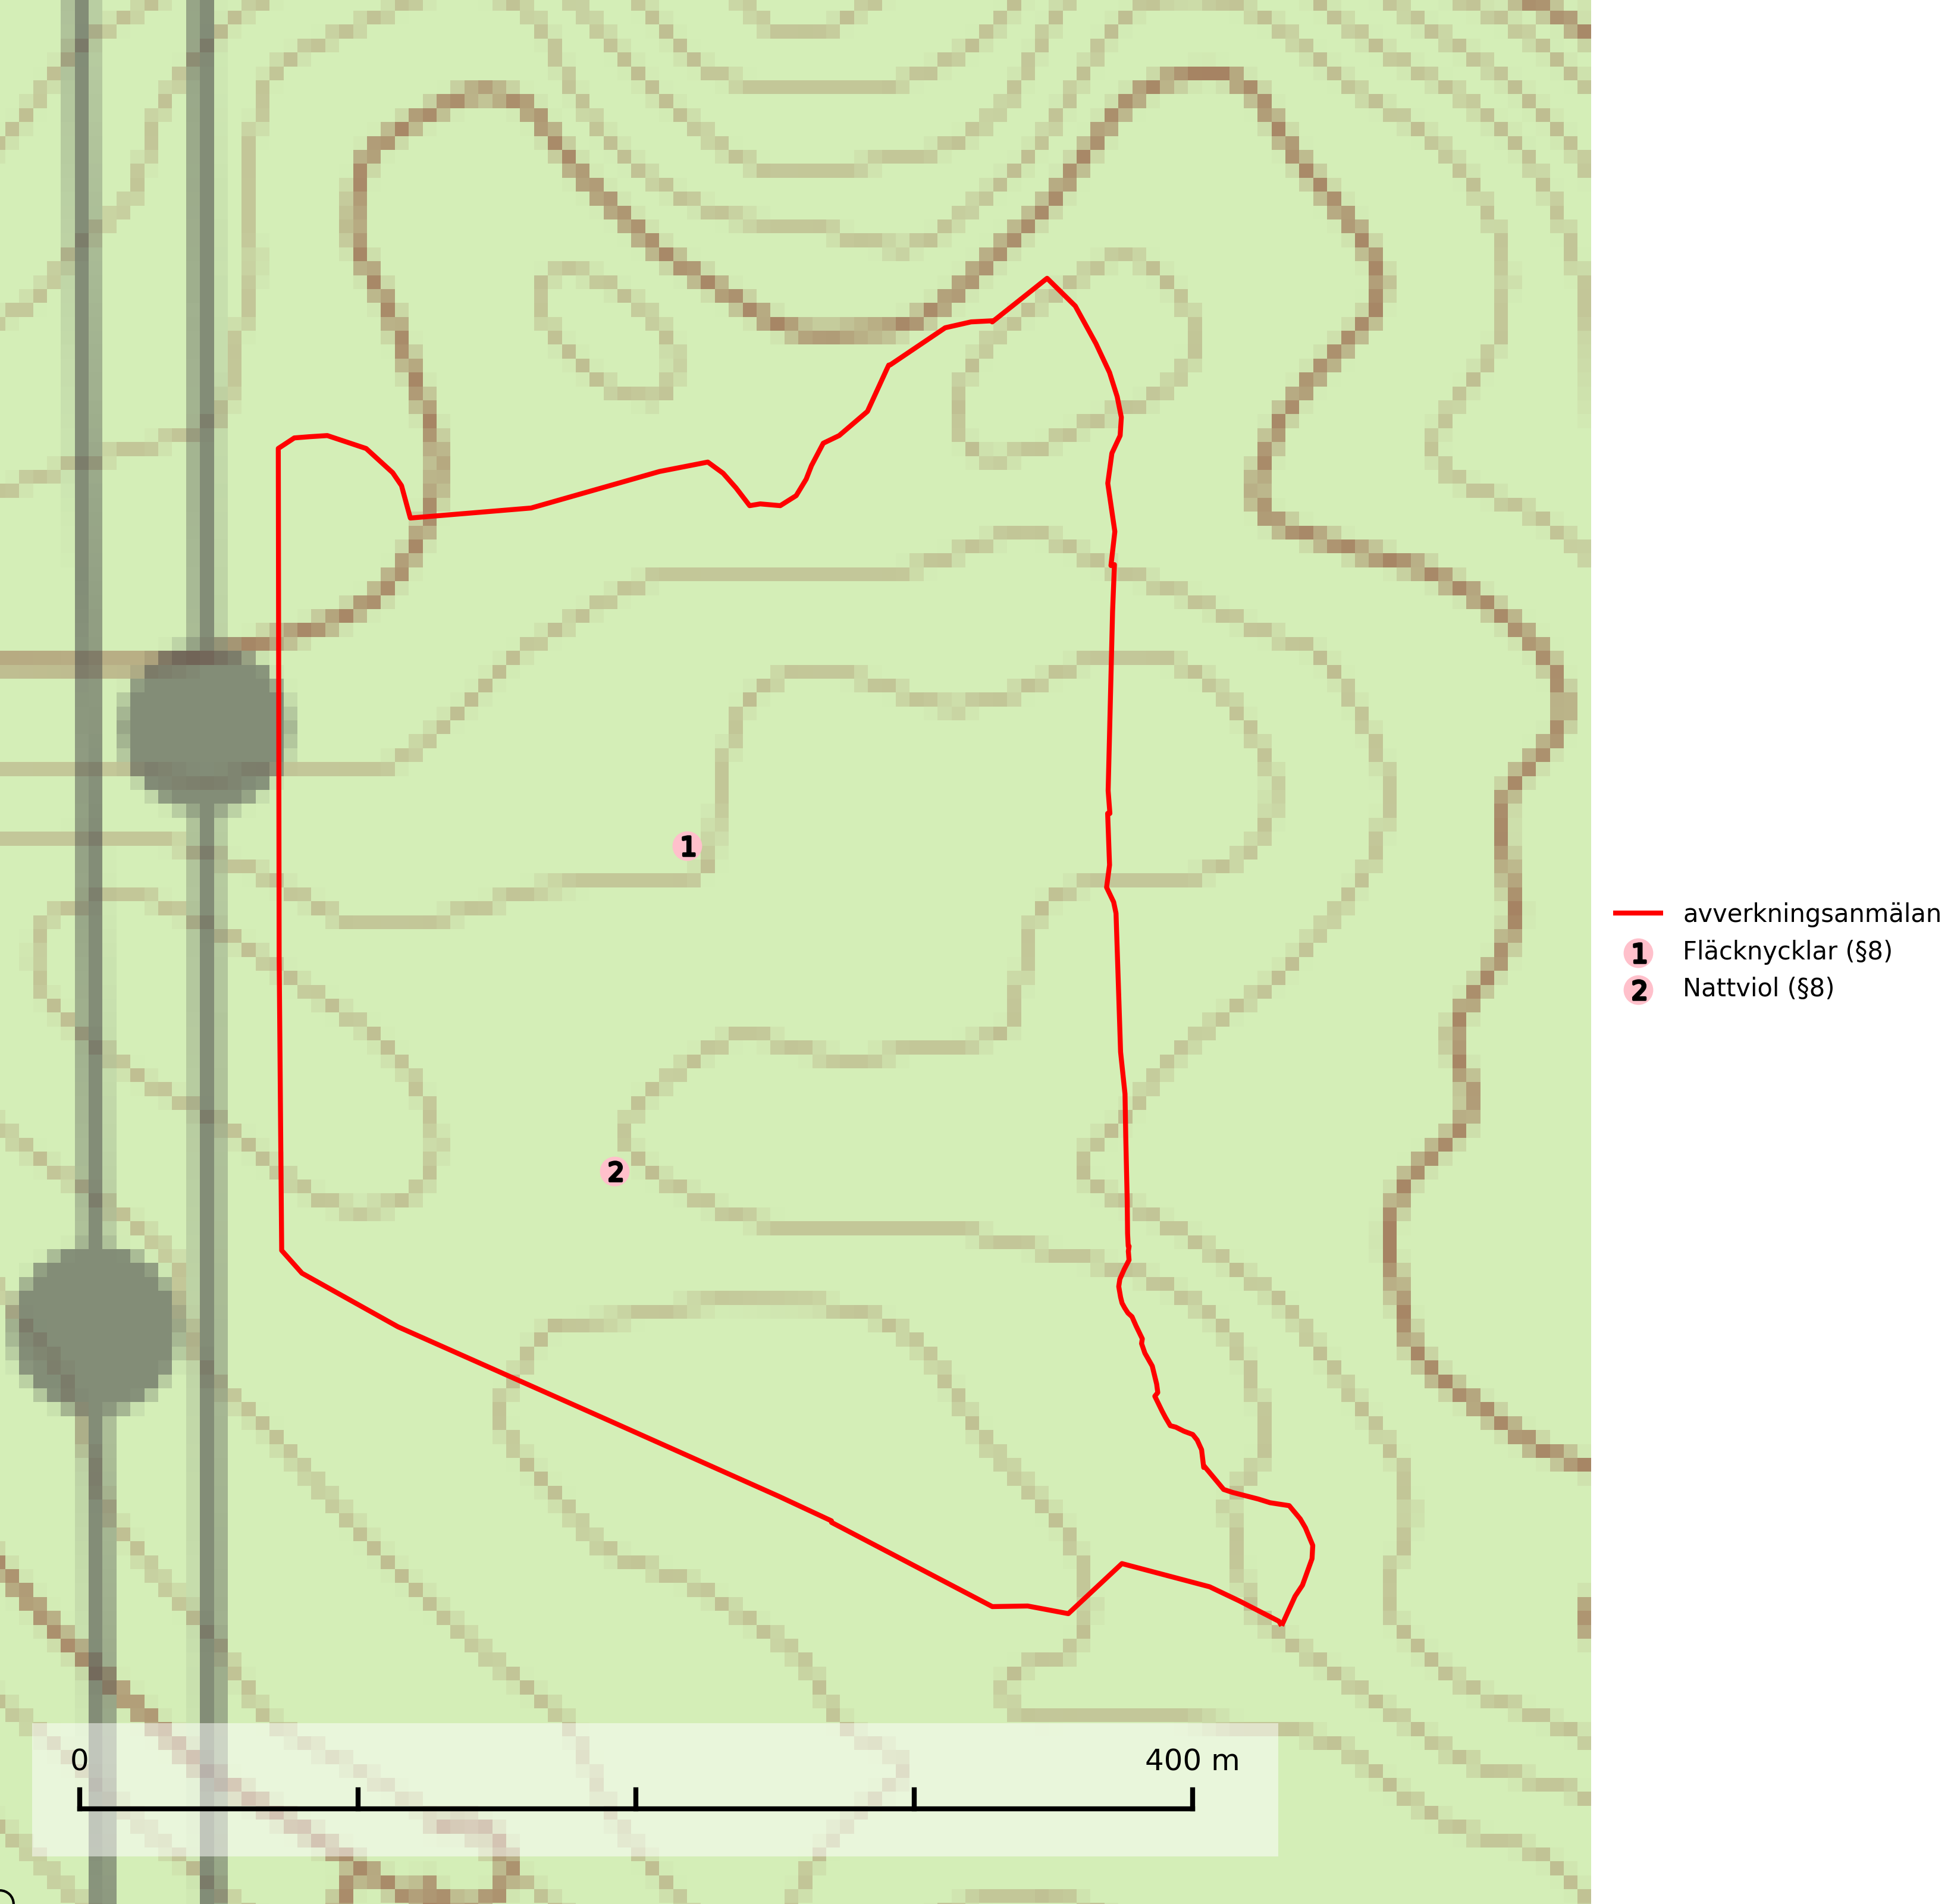 1
2
avverkningsanmälan
1 Fläcknycklar (§8)
2 Nattviol (§8)
0 400 m